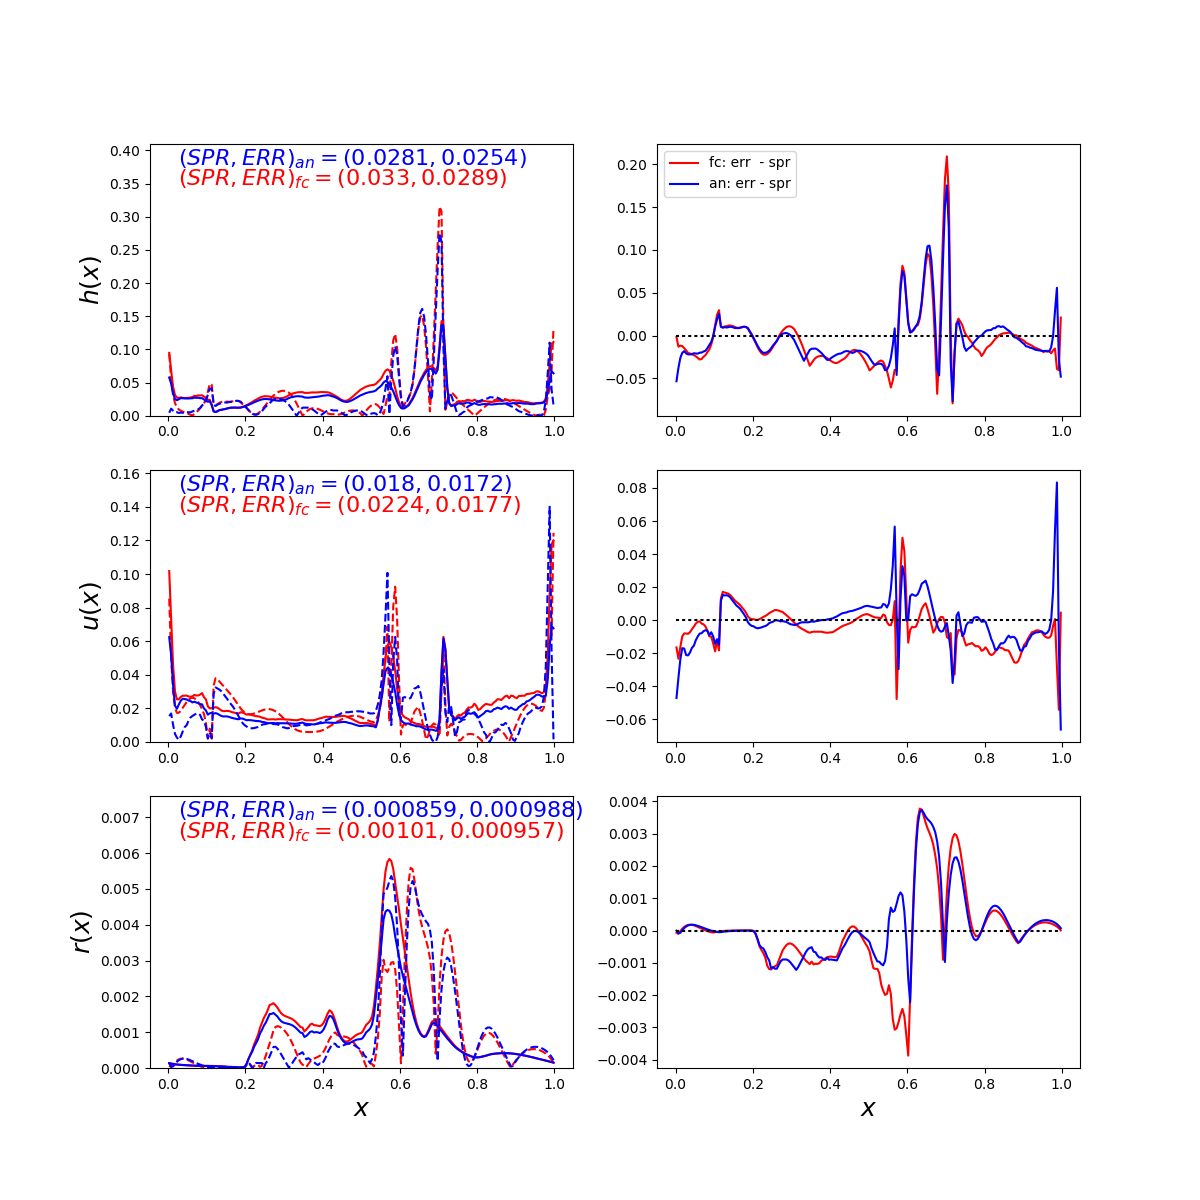 0.40
0.35
0.30
0.25
0.20
0.15
0.10
0.05
0.00
h(x)
(SPR, ERR)an = (0.0281, 0.0254)
(SPR, ERR)fc = (0.033, 0.0289)
0.0 0.2 0.4 0.6 0.8 1.0
0.20
0.15
0.10
0.05
0.00
−0.05
fc: err - spr
an: err - spr
0.0 0.2 0.4 0.6 0.8 1.0
0.16
0.14
0.12
0.10
0.08
0.06
0.04
0.02
0.00
u(x)
(SPR, ERR)an = (0.018, 0.0172)
(SPR, ERR)fc = (0.0224, 0.0177)
0.0 0.2 0.4 0.6 0.8 1.0
0.08
0.06
0.04
0.02
0.00
−0.02
−0.04
−0.06
0.0 0.2 0.4 0.6 0.8 1.0
0.007
0.006
0.005
0.004
0.003
0.002
0.001
0.000
r(x)
(SPR, ERR)an = (0.000859, 0.000988)
(SPR, ERR)fc = (0.00101, 0.000957)
0.0 0.2 0.4 0.6 0.8 1.0
x
0.004
0.003
0.002
0.001
0.000
−0.001
−0.002
−0.003
−0.004
0.0 0.2 0.4 0.6 0.8 1.0
x